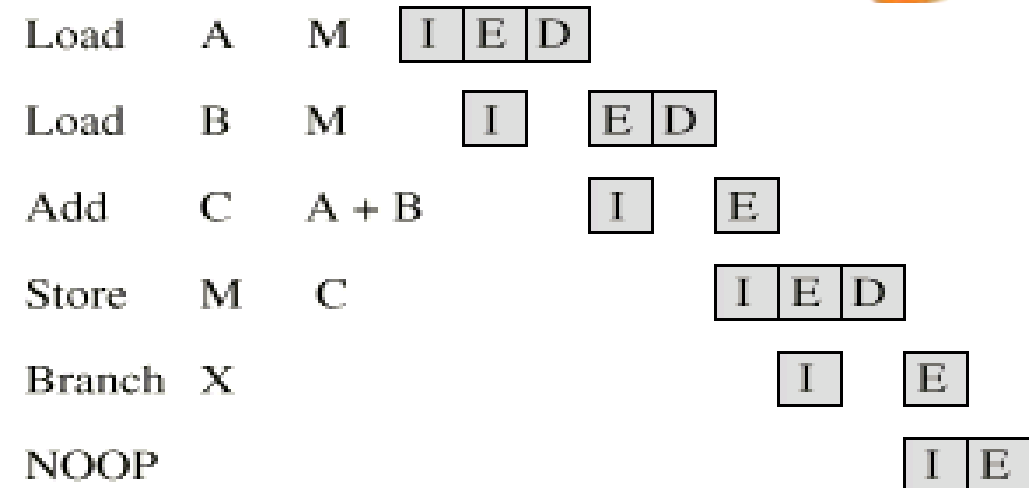 Load A M I E D
Load B M I E D
Add C A + B I E
Store M C I E D
Branch X I E
NOOP I E